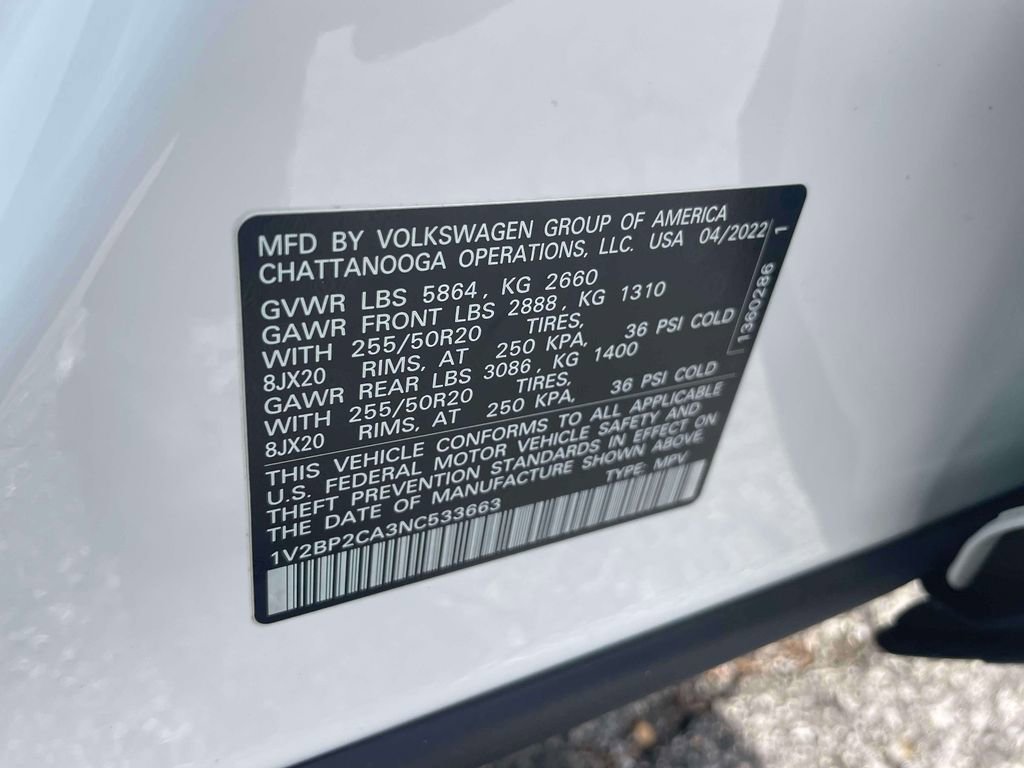 MFD BY VOLKSWAGEN GROUP OF AMERICA
CHATTANOOGA OPERATIONS, LLC. USA 04/2022
GVWR LBS 5864, KG 2660
GAWR FRONT LBS 2888, KG 1310
WITH 255/50R20 TIRES,
8JX20 RIMS, AT 250 KPA, 36 PSI COLD
GAWR REAR LBS 3086, KG 1400
WITH 255/50R20 TIRES,
8JX20 RIMS, AT 250 KPA, 36 PSI COLD
THIS VEHICLE CONFORMS TO ALL APPLICABLE
U.S. FEDERAL MOTOR VEHICLE SAFETY AND
THEFT PREVENTION STANDARDS IN EFFECT ON
THE DATE OF MANUFACTURE SHOWN ABOVE.
1V2BP2CA3NC533663 TYPE: MPV
1360286 1